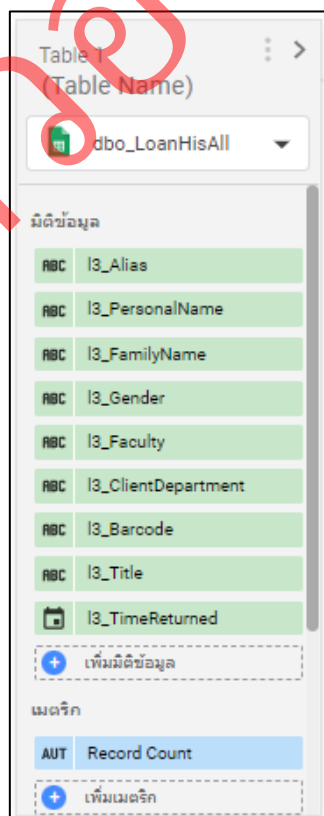 Table 1
(Table Name)
dbo_LoanHisAll
มิติข้อมูล
ABC l3_Alias
ABC l3_PersonalName
ABC l3_FamilyName
ABC l3_Gender
ABC l3_Faculty
ABC l3_ClientDepartment
ABC l3_Barcode
ABC l3_Title
l3_TimeReturned
เพิ่มมิติข้อมูล
เมตริก
AUT Record Count
เพิ่มเมตริก